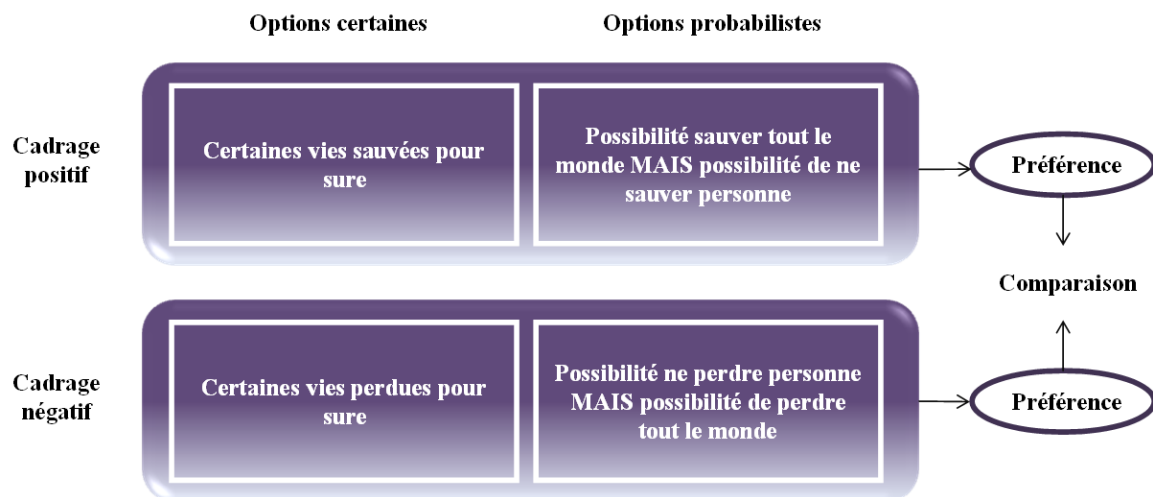 Options certaines
Options probabilistes
Cadrage
positif
Certaines vies sauvées pour
sure
Possibilité sauver tout le
monde MAIS possibilité de ne
sauver personne
Préférence
Comparaison
Cadrage
négatif
Certaines vies perdues pour
sure
Possibilité ne perdre personne
MAIS possibilité de perdre
tout le monde
Préférence